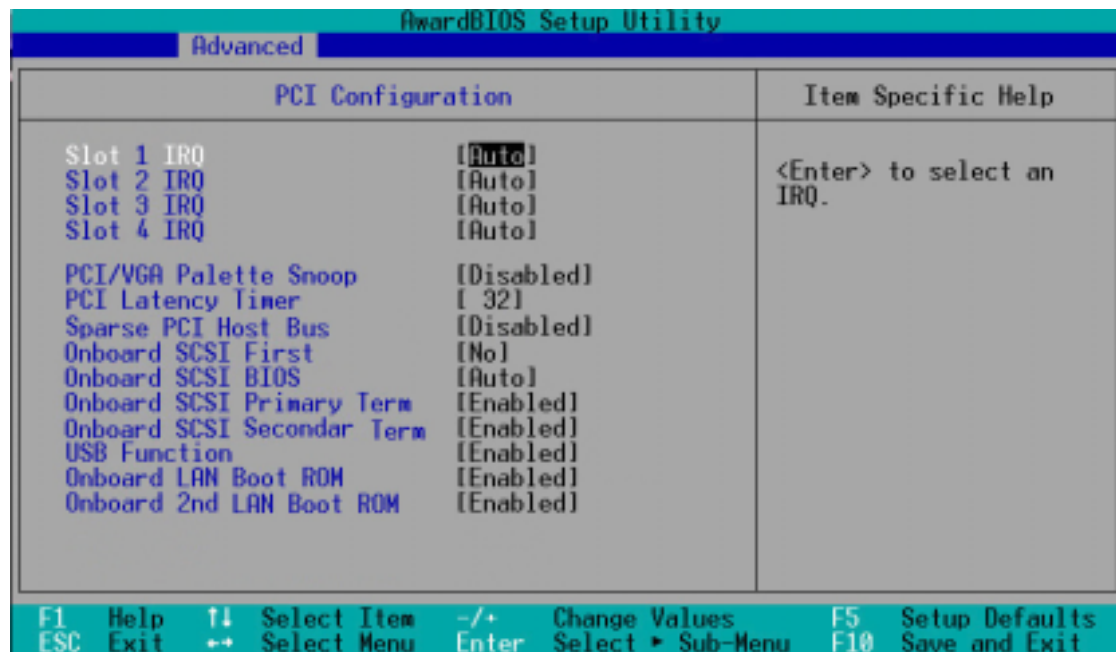 AwardBIOS Setup Utility
Advanced
PCI Configuration
Item Specific Help
Slot 1 IRQ [Auto]
Slot 2 IRQ [Auto]
Slot 3 IRQ [Auto]
Slot 4 IRQ [Auto]
PCI/VGA Palette Snoop [Disabled]
PCI Latency Timer [ 32]
Sparse PCI Host Bus [Disabled]
Onboard SCSI First [No]
Onboard SCSI BIOS [Auto]
Onboard SCSI Primary Term [Enabled]
Onboard SCSI Secondar Term [Enabled]
USB Function [Enabled]
Onboard LAN Boot ROM [Enabled]
Onboard 2nd LAN Boot ROM [Enabled]
<Enter> to select an
IRQ.
F1 Help ↑↓ Select Item -/+ Change Values F5 Setup Defaults
ESC Exit ←→ Select Menu Enter Select ► Sub-Menu F10 Save and Exit